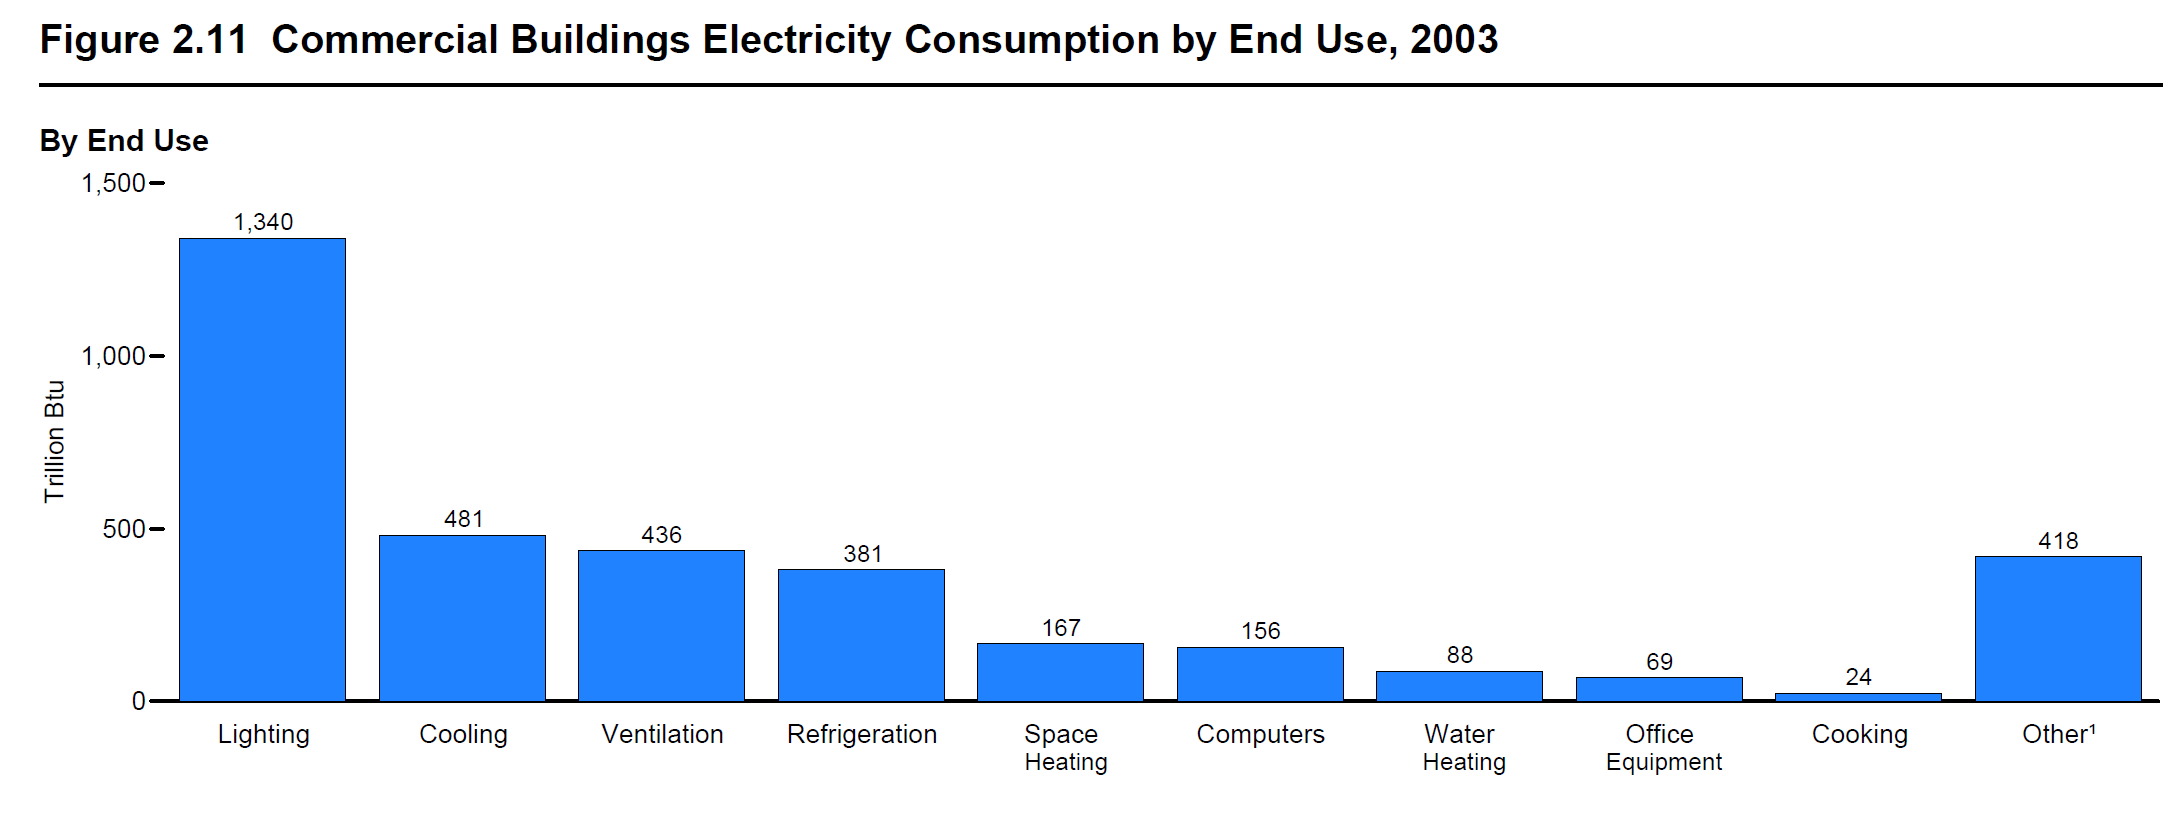 Figure 2.11  Commercial Buildings Electricity Consumption by End Use, 2003
By End Use
1,500
1,000
500
0
Trillion Btu
1,340
481
436
381
167
156
88
69
24
418
Lighting
Cooling
Ventilation
Refrigeration
Space
Heating
Computers
Water
Heating
Office
Equipment
Cooking
Other¹